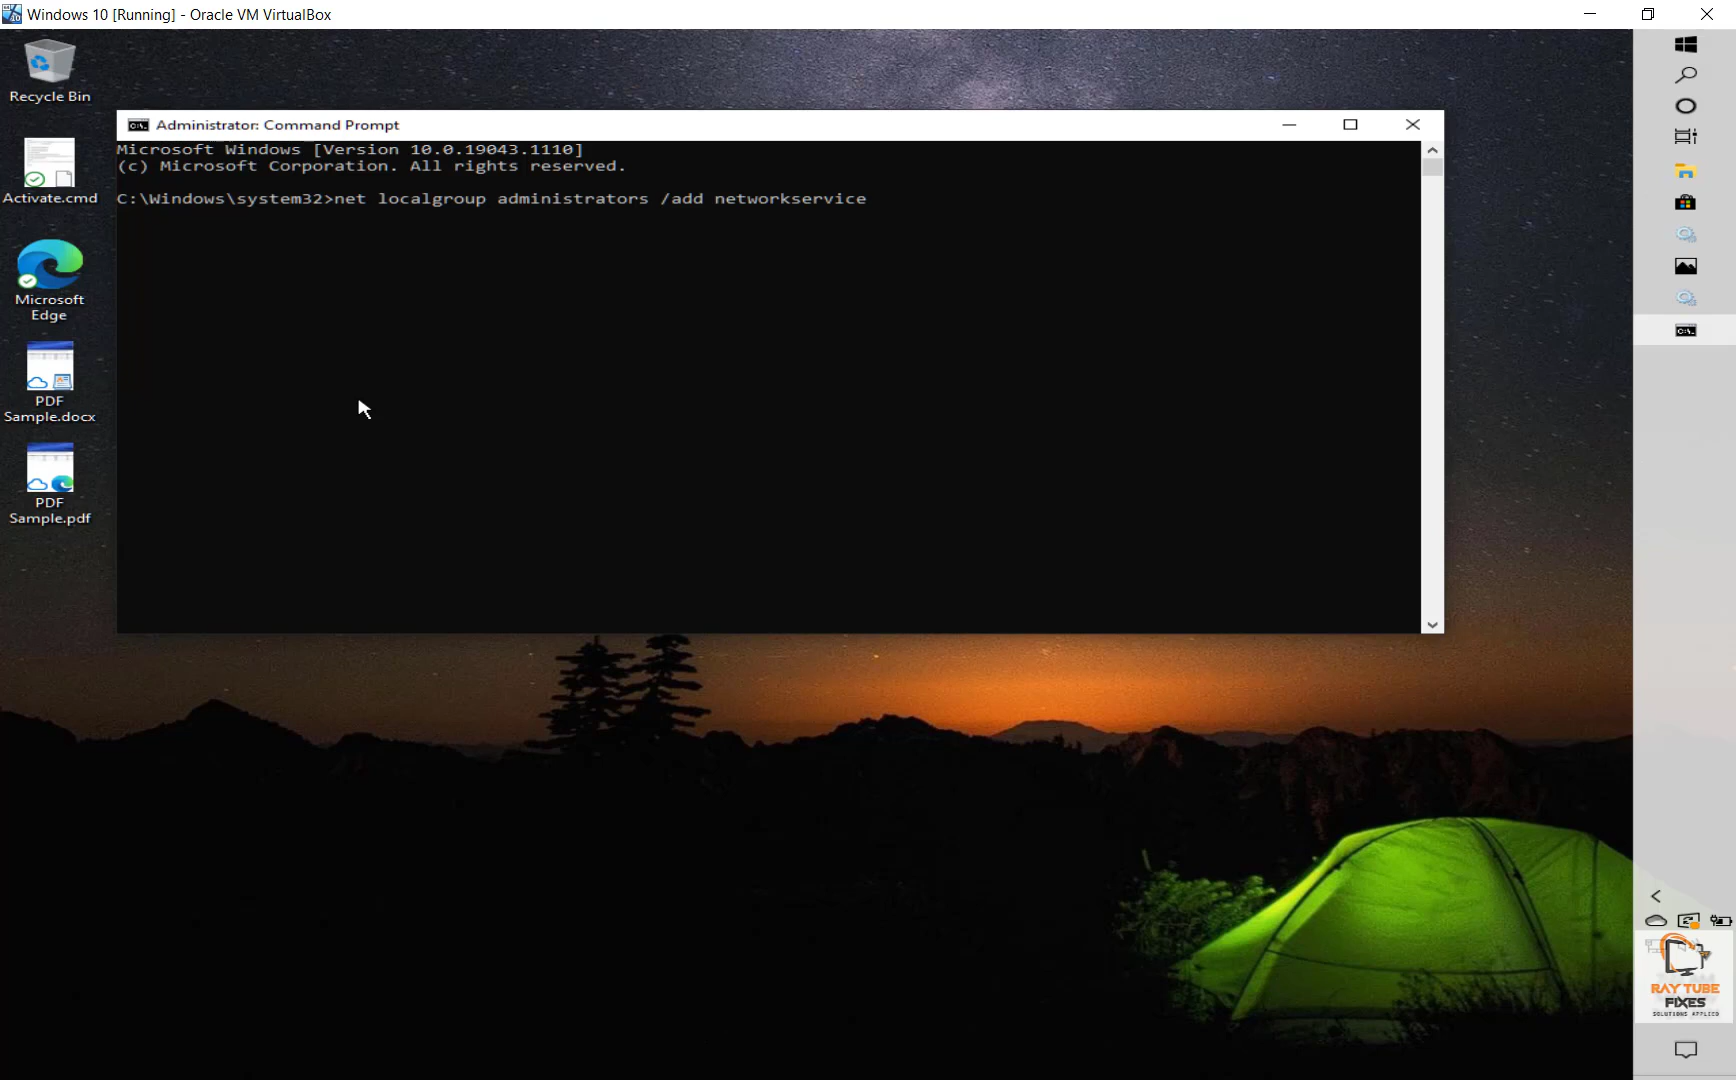 Windows 10 [Running] - Oracle VM VirtualBox
Recycle Bin
Activate.cmd
Microsoft
Edge
PDF
Sample.docx
PDF
Sample.pdf
Administrator: Command Prompt
Microsoft Windows [Version 10.0.19043.1110]
(c) Microsoft Corporation. All rights reserved.
C:\Windows\system32>net localgroup administrators /add networkservice
RAY TUBE
FIXES
SOLUTIONS APPLIED